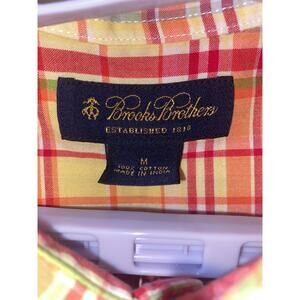 Brooks Brothers
ESTABLISHED 1818
M
100% COTTON
MADE IN INDIA